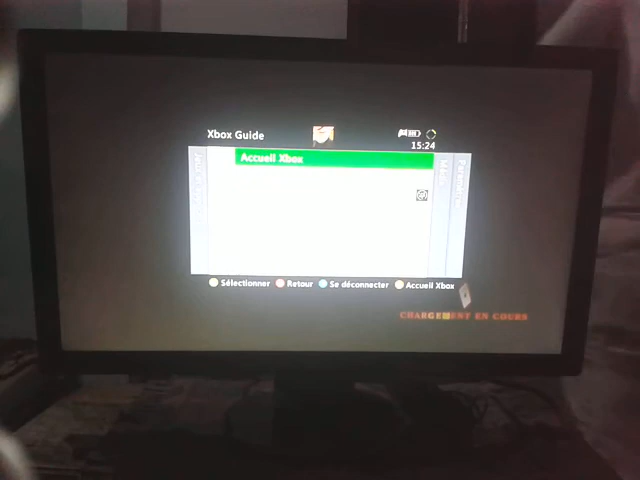 Xbox Guide
15:24
Accueil Xbox
Sélectionner Retour Se déconnecter Accueil Xbox
CHARGEMENT EN COURS